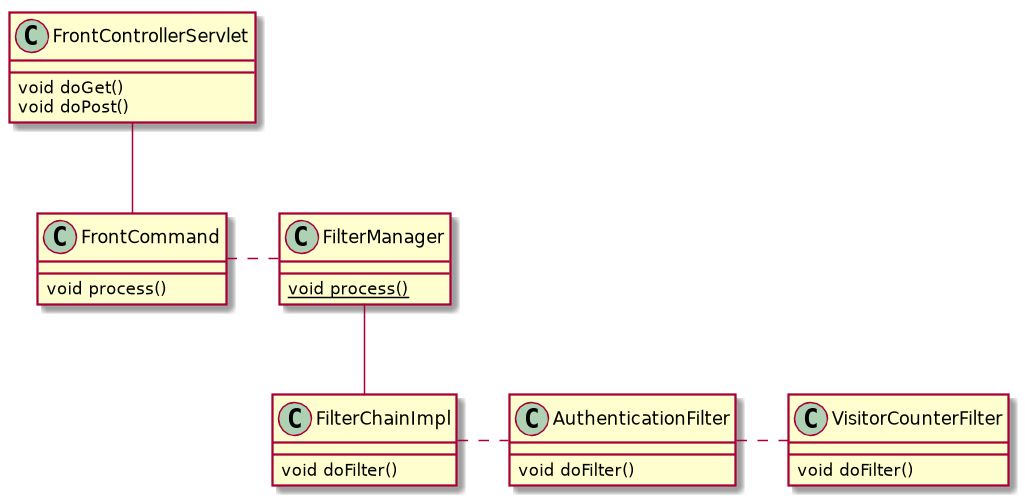 C FrontControllerServlet
void doGet()
void doPost()
C FrontCommand
void process()
C FilterManager
void process()
C FilterChainImpl
void doFilter()
C AuthenticationFilter
void doFilter()
C VisitorCounterFilter
void doFilter()